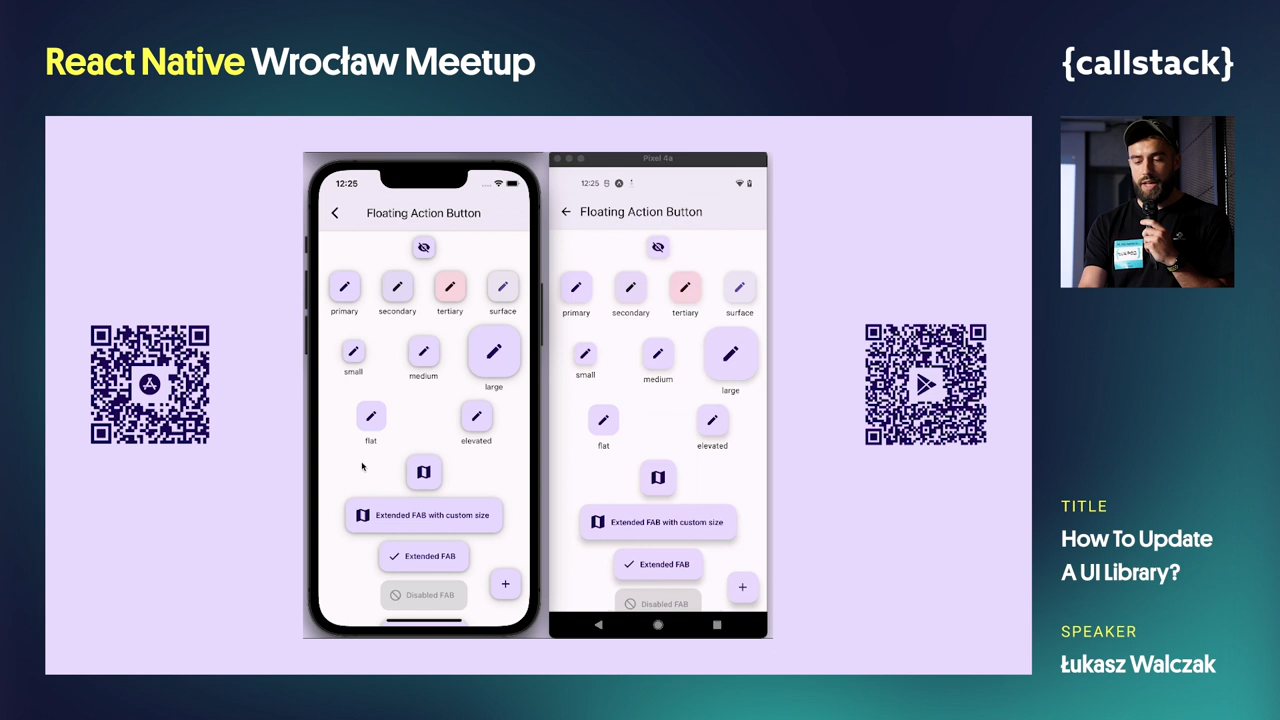 React Native Wrocław Meetup
{callstack}
12:25
Floating Action Button
primary
secondary
tertiary
surface
small
medium
large
flat
elevated
Extended FAB with custom size
Extended FAB
Disabled FAB
Pixel 4a
12:25
Floating Action Button
primary
secondary
tertiary
surface
small
medium
large
flat
elevated
Extended FAB with custom size
Extended FAB
Disabled FAB
TITLE
How To Update
A UI Library?
SPEAKER
Łukasz Walczak